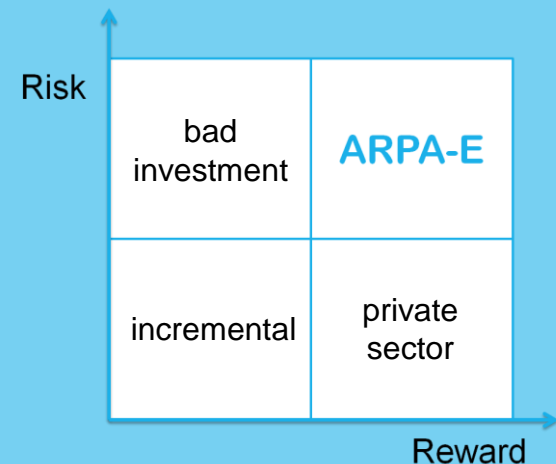 Risk
bad
investment
ARPA-E
incremental
private
sector
Reward